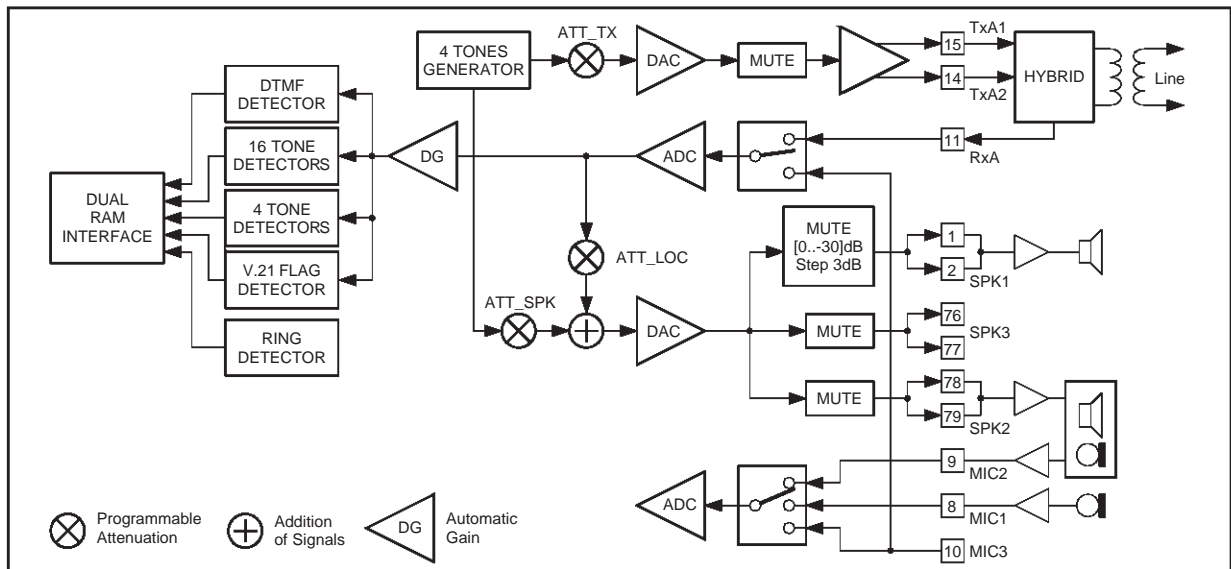 ATT_TX
4 TONES
GENERATOR
DAC
MUTE
15
TxA1
14
TxA2
HYBRID
Line
DTMF
DETECTOR
16 TONE
DETECTORS
4 TONE
DETECTORS
V.21 FLAG
DETECTOR
RING
DETECTOR
DUAL
RAM
INTERFACE
DG
ADC
11
RxA
ATT_LOC
ATT_SPK
DAC
MUTE
[0..-30]dB
Step 3dB
1
2
SPK1
MUTE
76
SPK3
77
MUTE
78
79
SPK2
ADC
9
MIC2
8
MIC1
10
MIC3
Programmable
Attenuation
Addition
of Signals
DG
Automatic
Gain